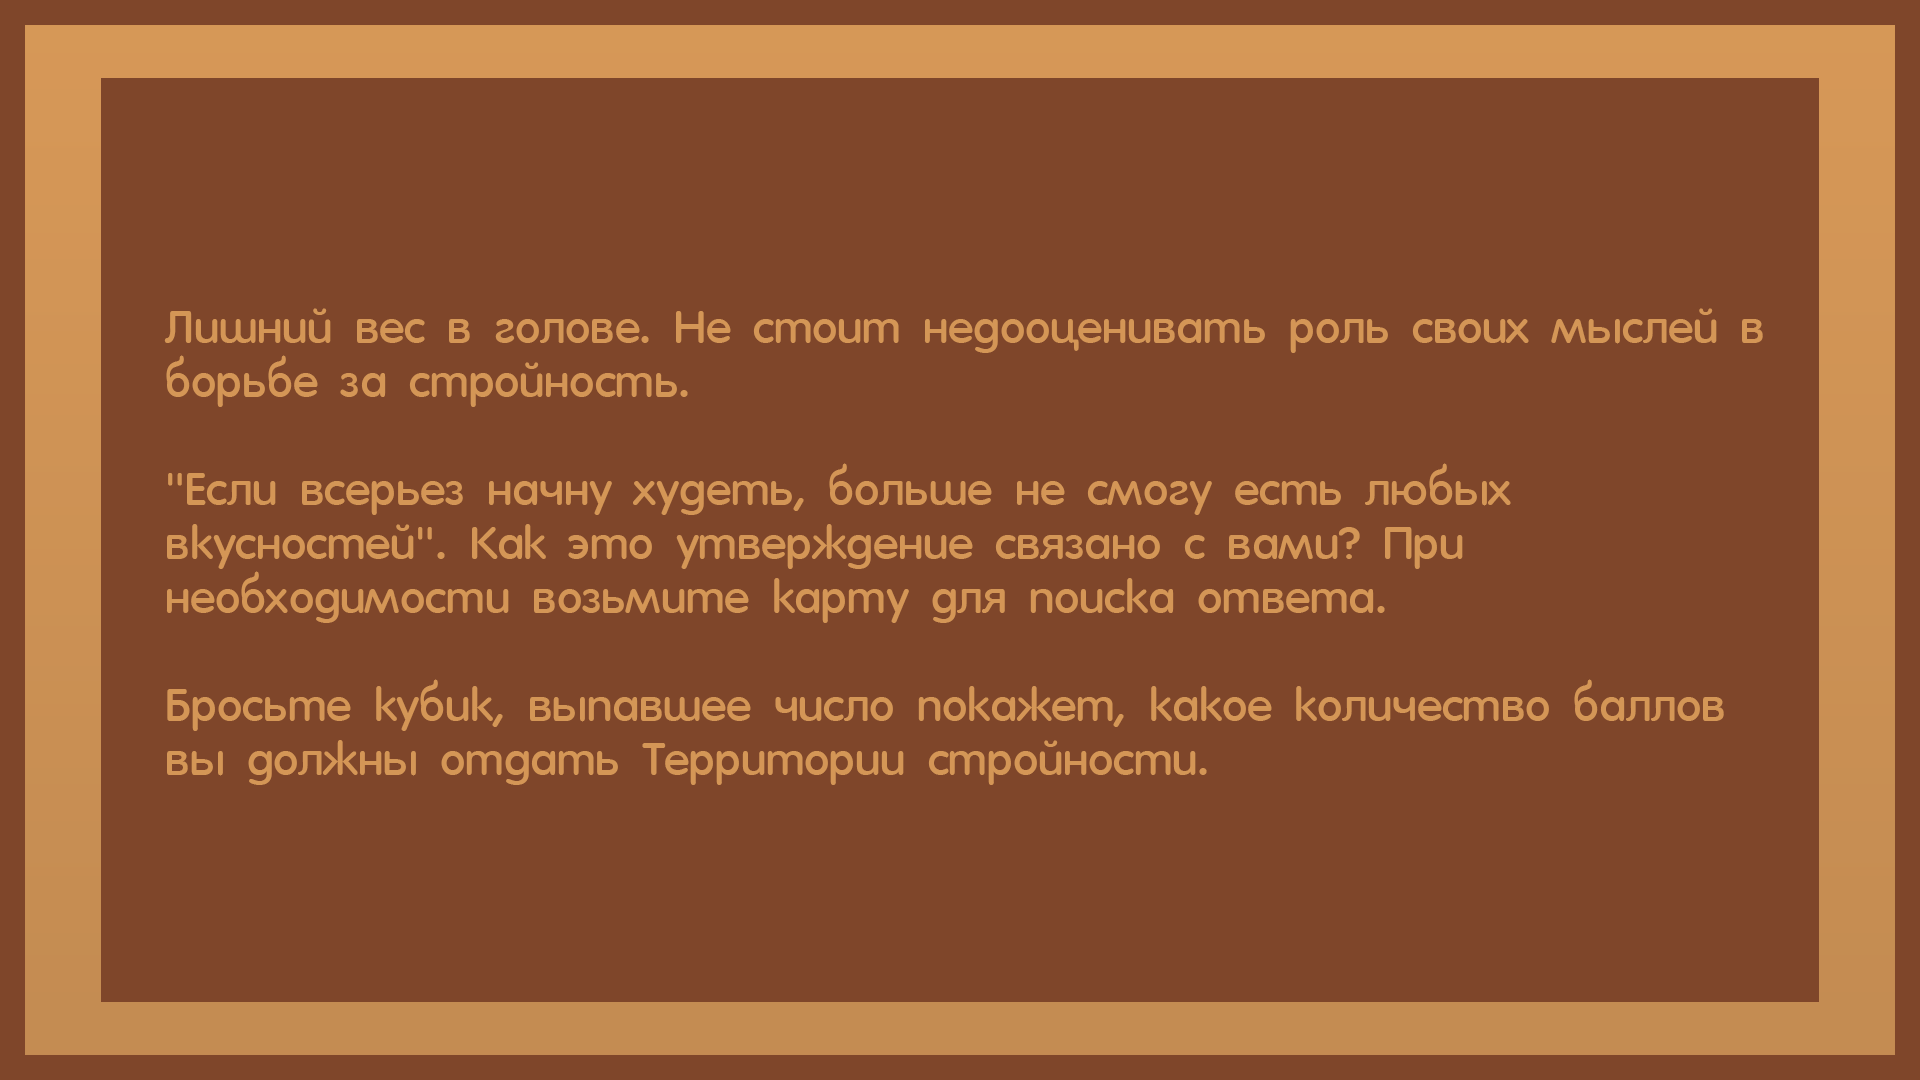 Лишний вес в голове. Не стоит недооценивать роль своих мыслей в
борьбе за стройность.
"Если всерьез начну худеть, больше не смогу есть любых
вкусностей". Как это утверждение связано с вами? При
необходимости возьмите карту для поиска ответа.
Бросьте кубик, выпавшее число покажет, какое количество баллов
вы должны отдать Территории стройности.